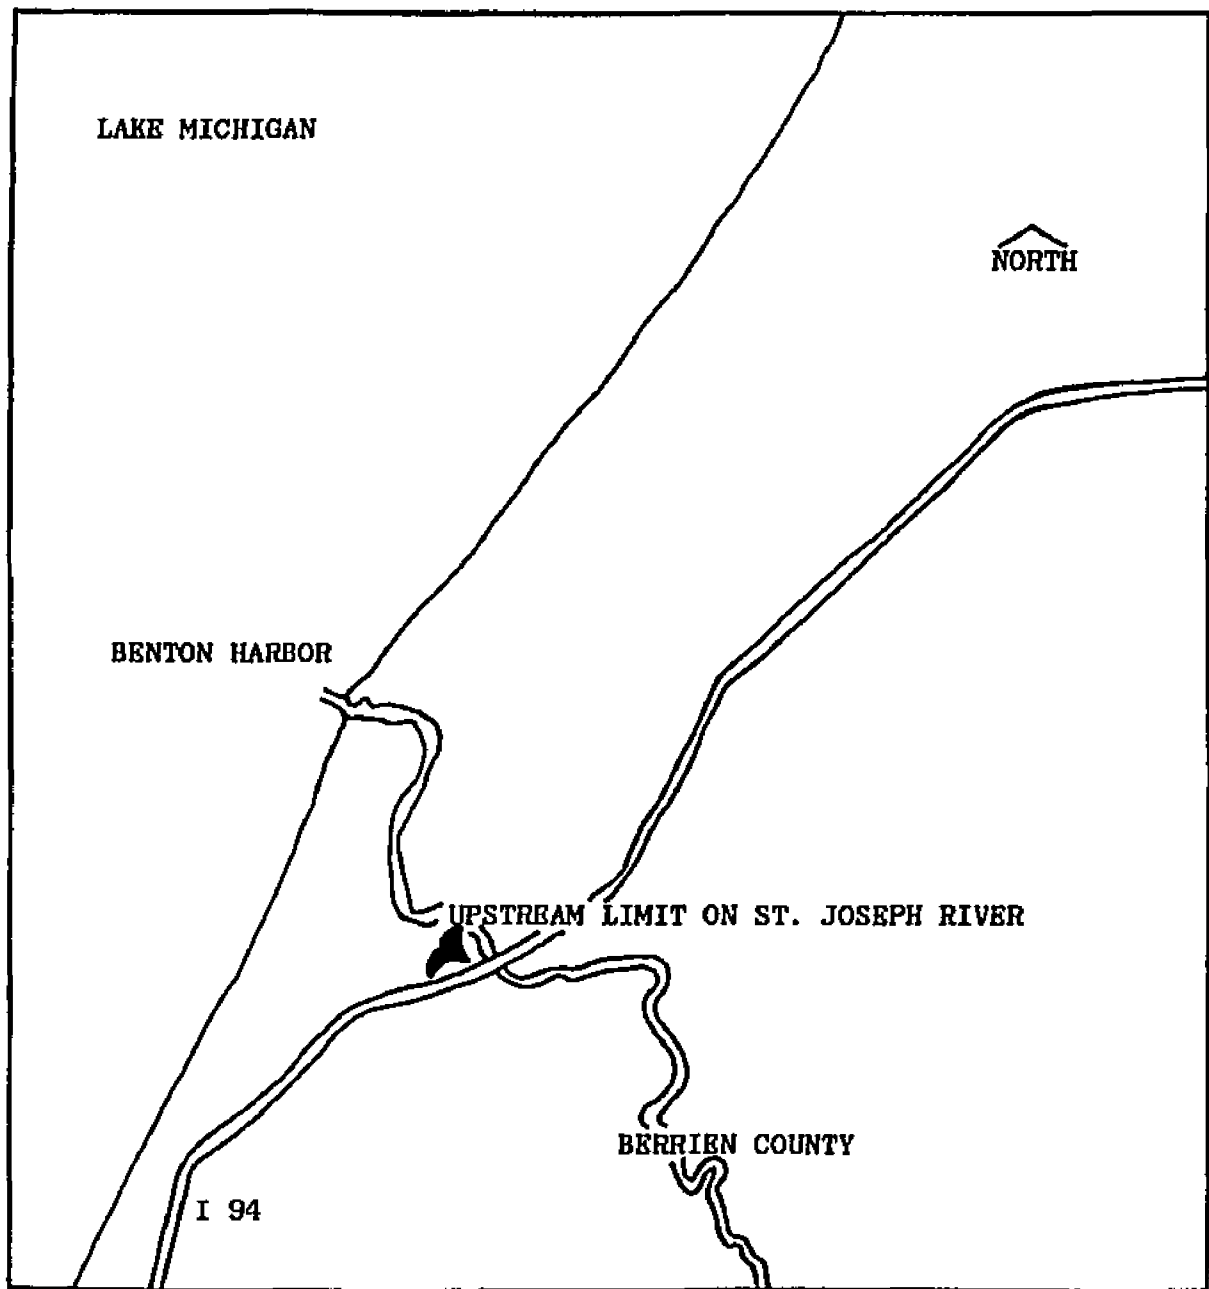 LAKE MICHIGAN
NORTH
BENTON HARBOR
UPSTREAM LIMIT ON ST. JOSEPH RIVER
BERRIEN COUNTY
I 94